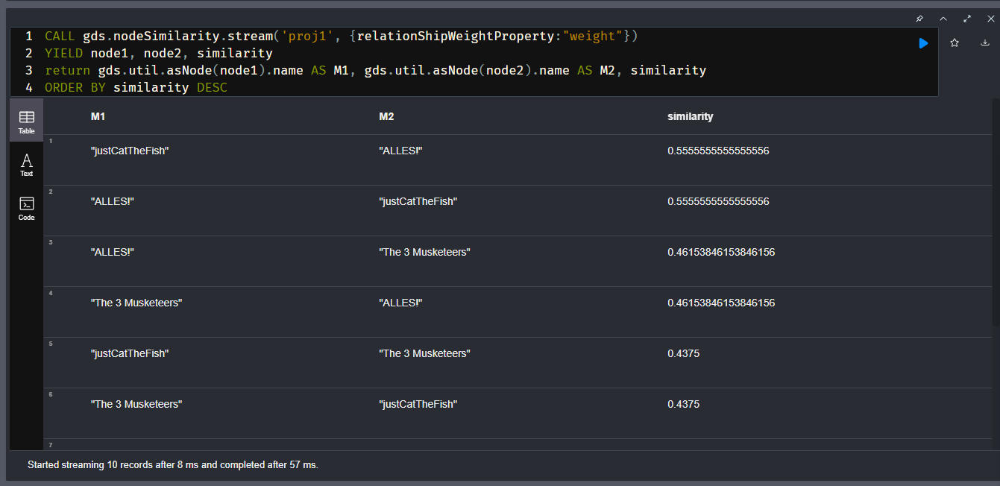 1 CALL gds.nodeSimilarity.stream('proj1', {relationShipWeightProperty:"weight"})
2 YIELD node1, node2, similarity
3 return gds.util.asNode(node1).name AS M1, gds.util.asNode(node2).name AS M2, similarity
4 ORDER BY similarity DESC
Table
Text
Code
M1 M2 similarity
1 "justCatTheFish" "ALLES!" 0.5555555555555556
2 "ALLES!" "justCatTheFish" 0.5555555555555556
3 "ALLES!" "The 3 Musketeers" 0.46153846153846156
4 "The 3 Musketeers" "ALLES!" 0.46153846153846156
5 "justCatTheFish" "The 3 Musketeers" 0.4375
6 "The 3 Musketeers" "justCatTheFish" 0.4375
7
Started streaming 10 records after 8 ms and completed after 57 ms.